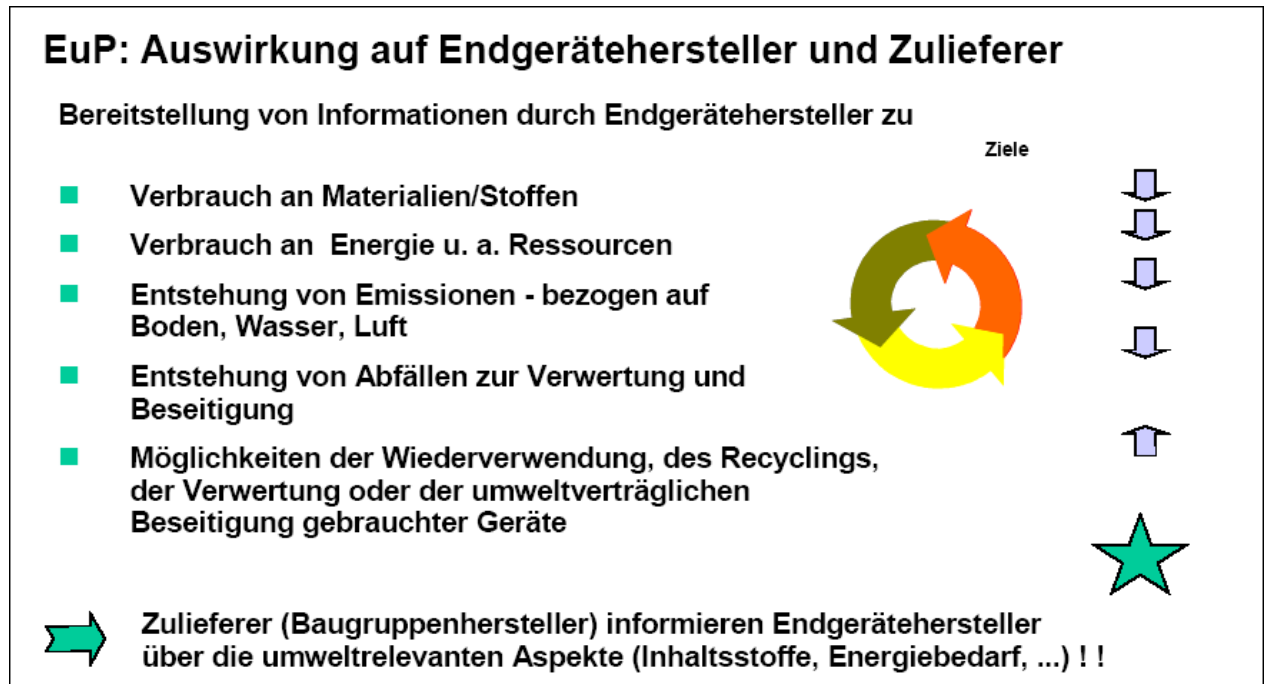 EuP: Auswirkung auf Endgerätehersteller und Zulieferer
Bereitstellung von Informationen durch Endgerätehersteller zu
Ziele
Verbrauch an Materialien/Stoffen
Verbrauch an Energie u. a. Ressourcen
Entstehung von Emissionen - bezogen auf
Boden, Wasser, Luft
Entstehung von Abfällen zur Verwertung und
Beseitigung
Möglichkeiten der Wiederverwendung, des Recyclings,
der Verwertung oder der umweltverträglichen
Beseitigung gebrauchter Geräte
Zulieferer (Baugruppenhersteller) informieren Endgerätehersteller
über die umweltrelevanten Aspekte (Inhaltsstoffe, Energiebedarf, ...) ! !